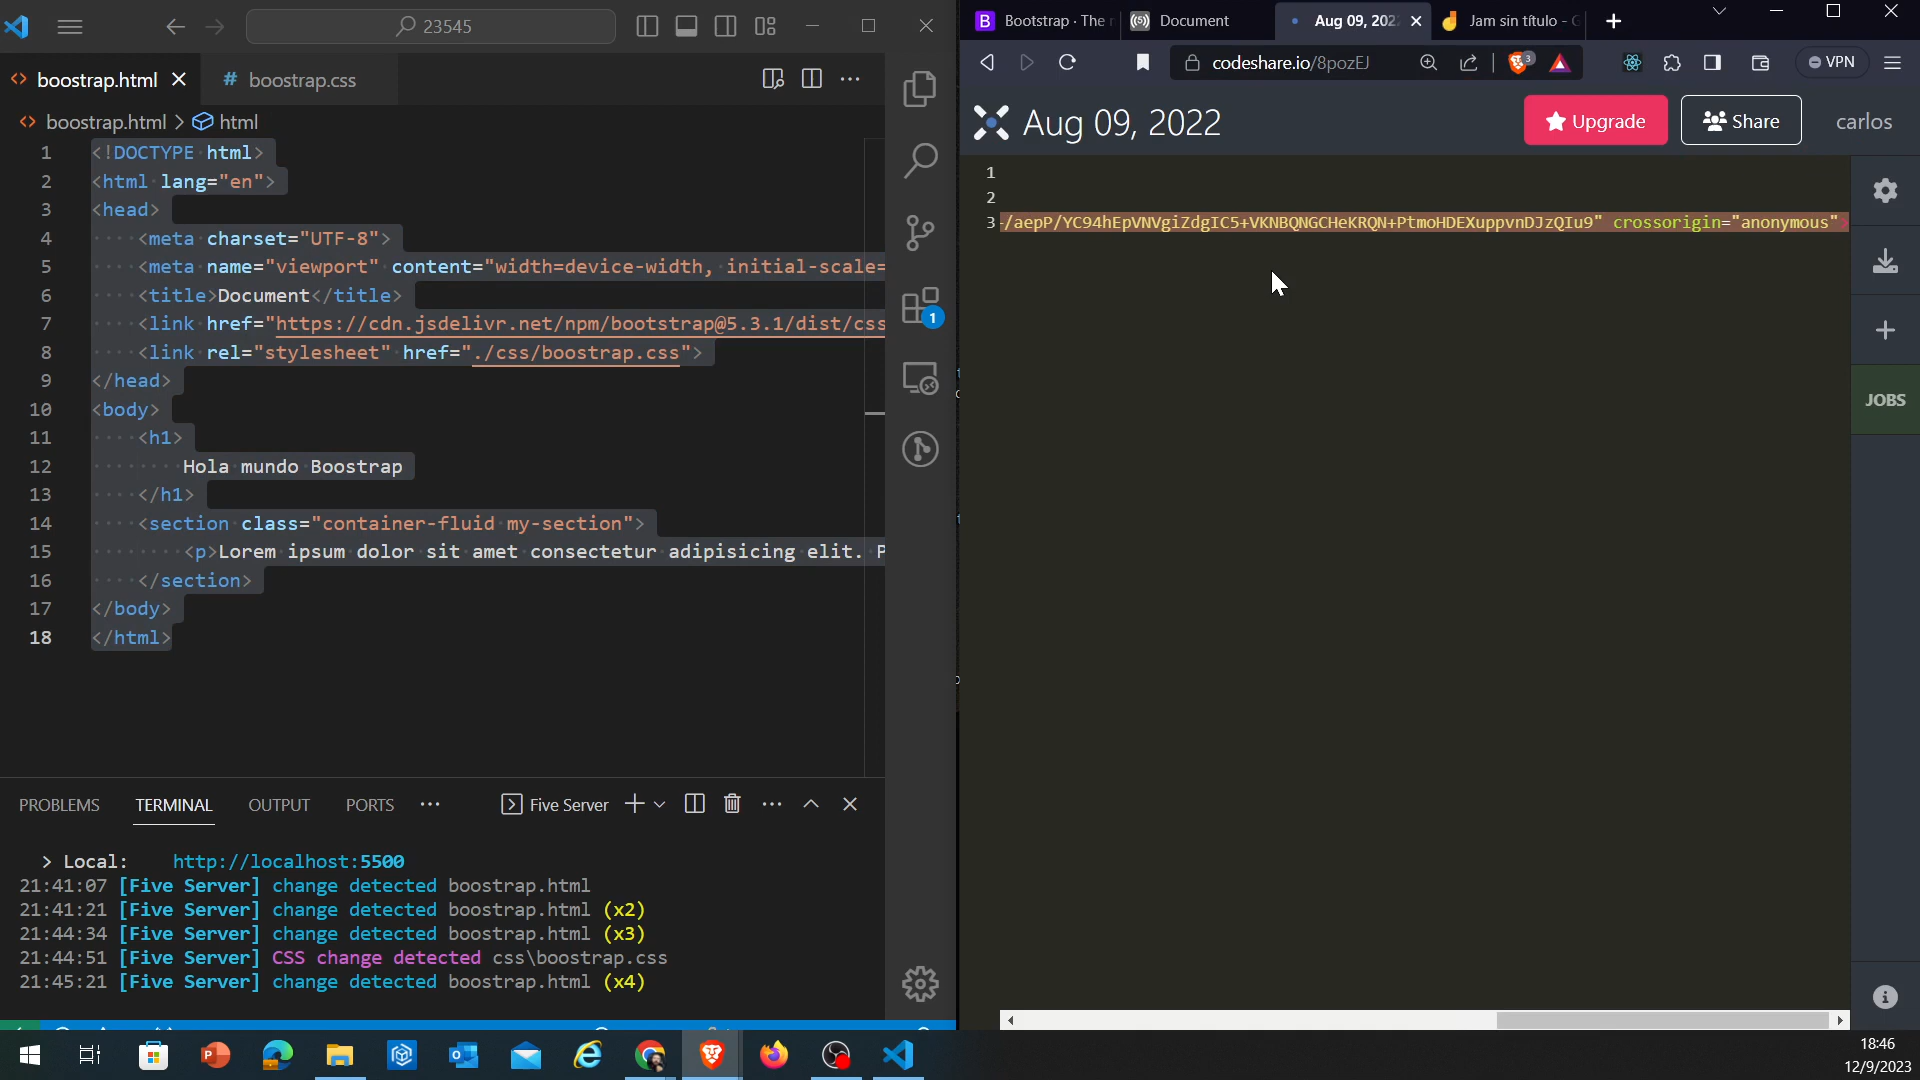 23545
boostrap.html
# boostrap.css
boostrap.html > html
1 <!DOCTYPE html>
2 <html lang="en">
3 <head>
4 <meta charset="UTF-8">
5 <meta name="viewport" content="width=device-width, initial-scale=
6 <title>Document</title>
7 <link href="https://cdn.jsdelivr.net/npm/bootstrap@5.3.1/dist/css
8 <link rel="stylesheet" href="./css/boostrap.css">
9 </head>
10 <body>
11 <h1>
12 Hola mundo Boostrap
13 </h1>
14 <section class="container-fluid my-section">
15 <p>Lorem ipsum dolor sit amet consectetur adipisicing elit. P
16 </section>
17 </body>
18 </html>
1
PROBLEMS TERMINAL OUTPUT PORTS Five Server
> Local: http://localhost:5500
21:41:07 [Five Server] change detected boostrap.html
21:41:21 [Five Server] change detected boostrap.html (x2)
21:44:34 [Five Server] change detected boostrap.html (x3)
21:44:51 [Five Server] CSS change detected css\boostrap.css
21:45:21 [Five Server] change detected boostrap.html (x4)
B Bootstrap · The Document Aug 09, 202 Jam sin título -
codeshare.io/8pozEJ
3
VPN
Aug 09, 2022
Upgrade
Share
carlos
1
2
3 -/aepP/YC94hEpVNVgiZdgIC5+VKNBQNGCHeKRQN+PtmoHDEXuppvnDJzQIu9" crossorigin="anonymous">
JOBS
18:46
12/9/2023